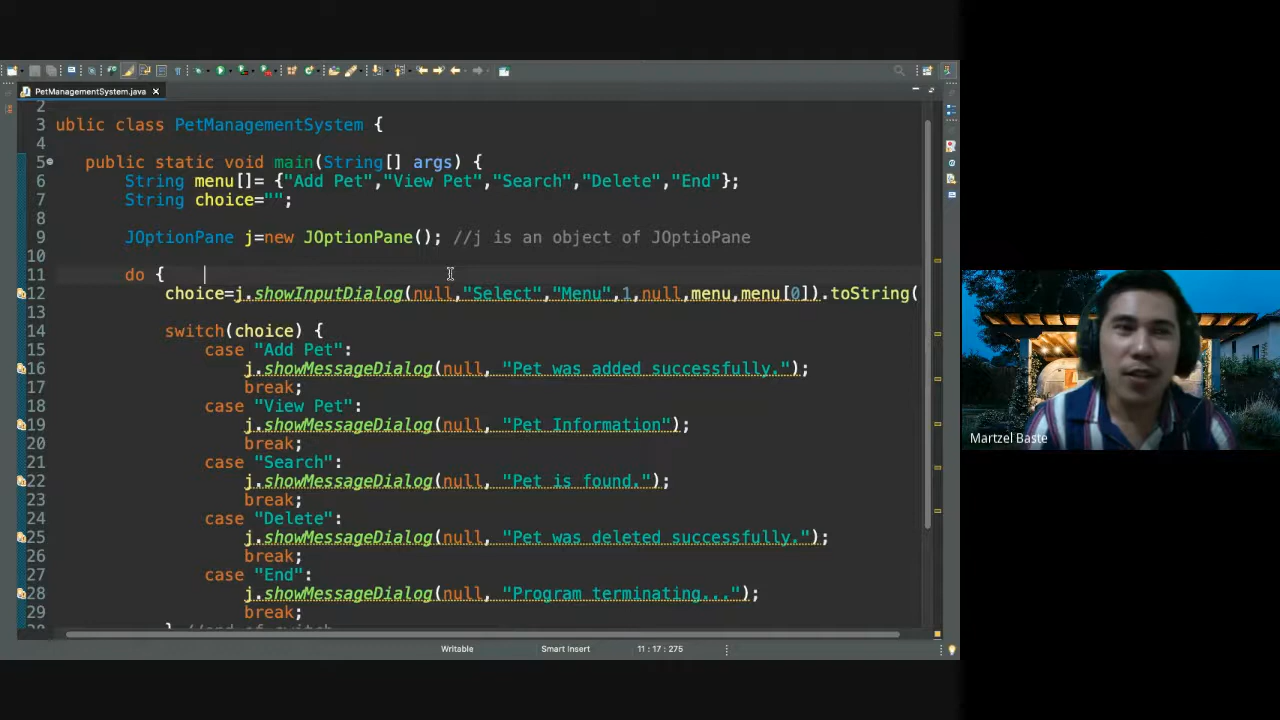 PetManagementSystem.java
2
3 ublic class PetManagementSystem {
4
5 public static void main(String[] args) {
6 String menu[]= {"Add Pet","View Pet","Search","Delete","End"};
7 String choice="";
8
9 JOptionPane j=new JOptionPane(); //j is an object of JOptioPane
10
11 do {
12 choice=j.showInputDialog(null,"Select","Menu",1,null,menu,menu[0]).toString(
13
14 switch(choice) {
15 case "Add Pet":
16 j.showMessageDialog(null, "Pet was added successfully.");
17 break;
18 case "View Pet":
19 j.showMessageDialog(null, "Pet Information");
20 break;
21 case "Search":
22 j.showMessageDialog(null, "Pet is found.");
23 break;
24 case "Delete":
25 j.showMessageDialog(null, "Pet was deleted successfully.");
26 break;
27 case "End":
28 j.showMessageDialog(null, "Program terminating...");
29 break;
} //end of switch
Writable Smart Insert 11 : 17 : 275
Martzel Baste